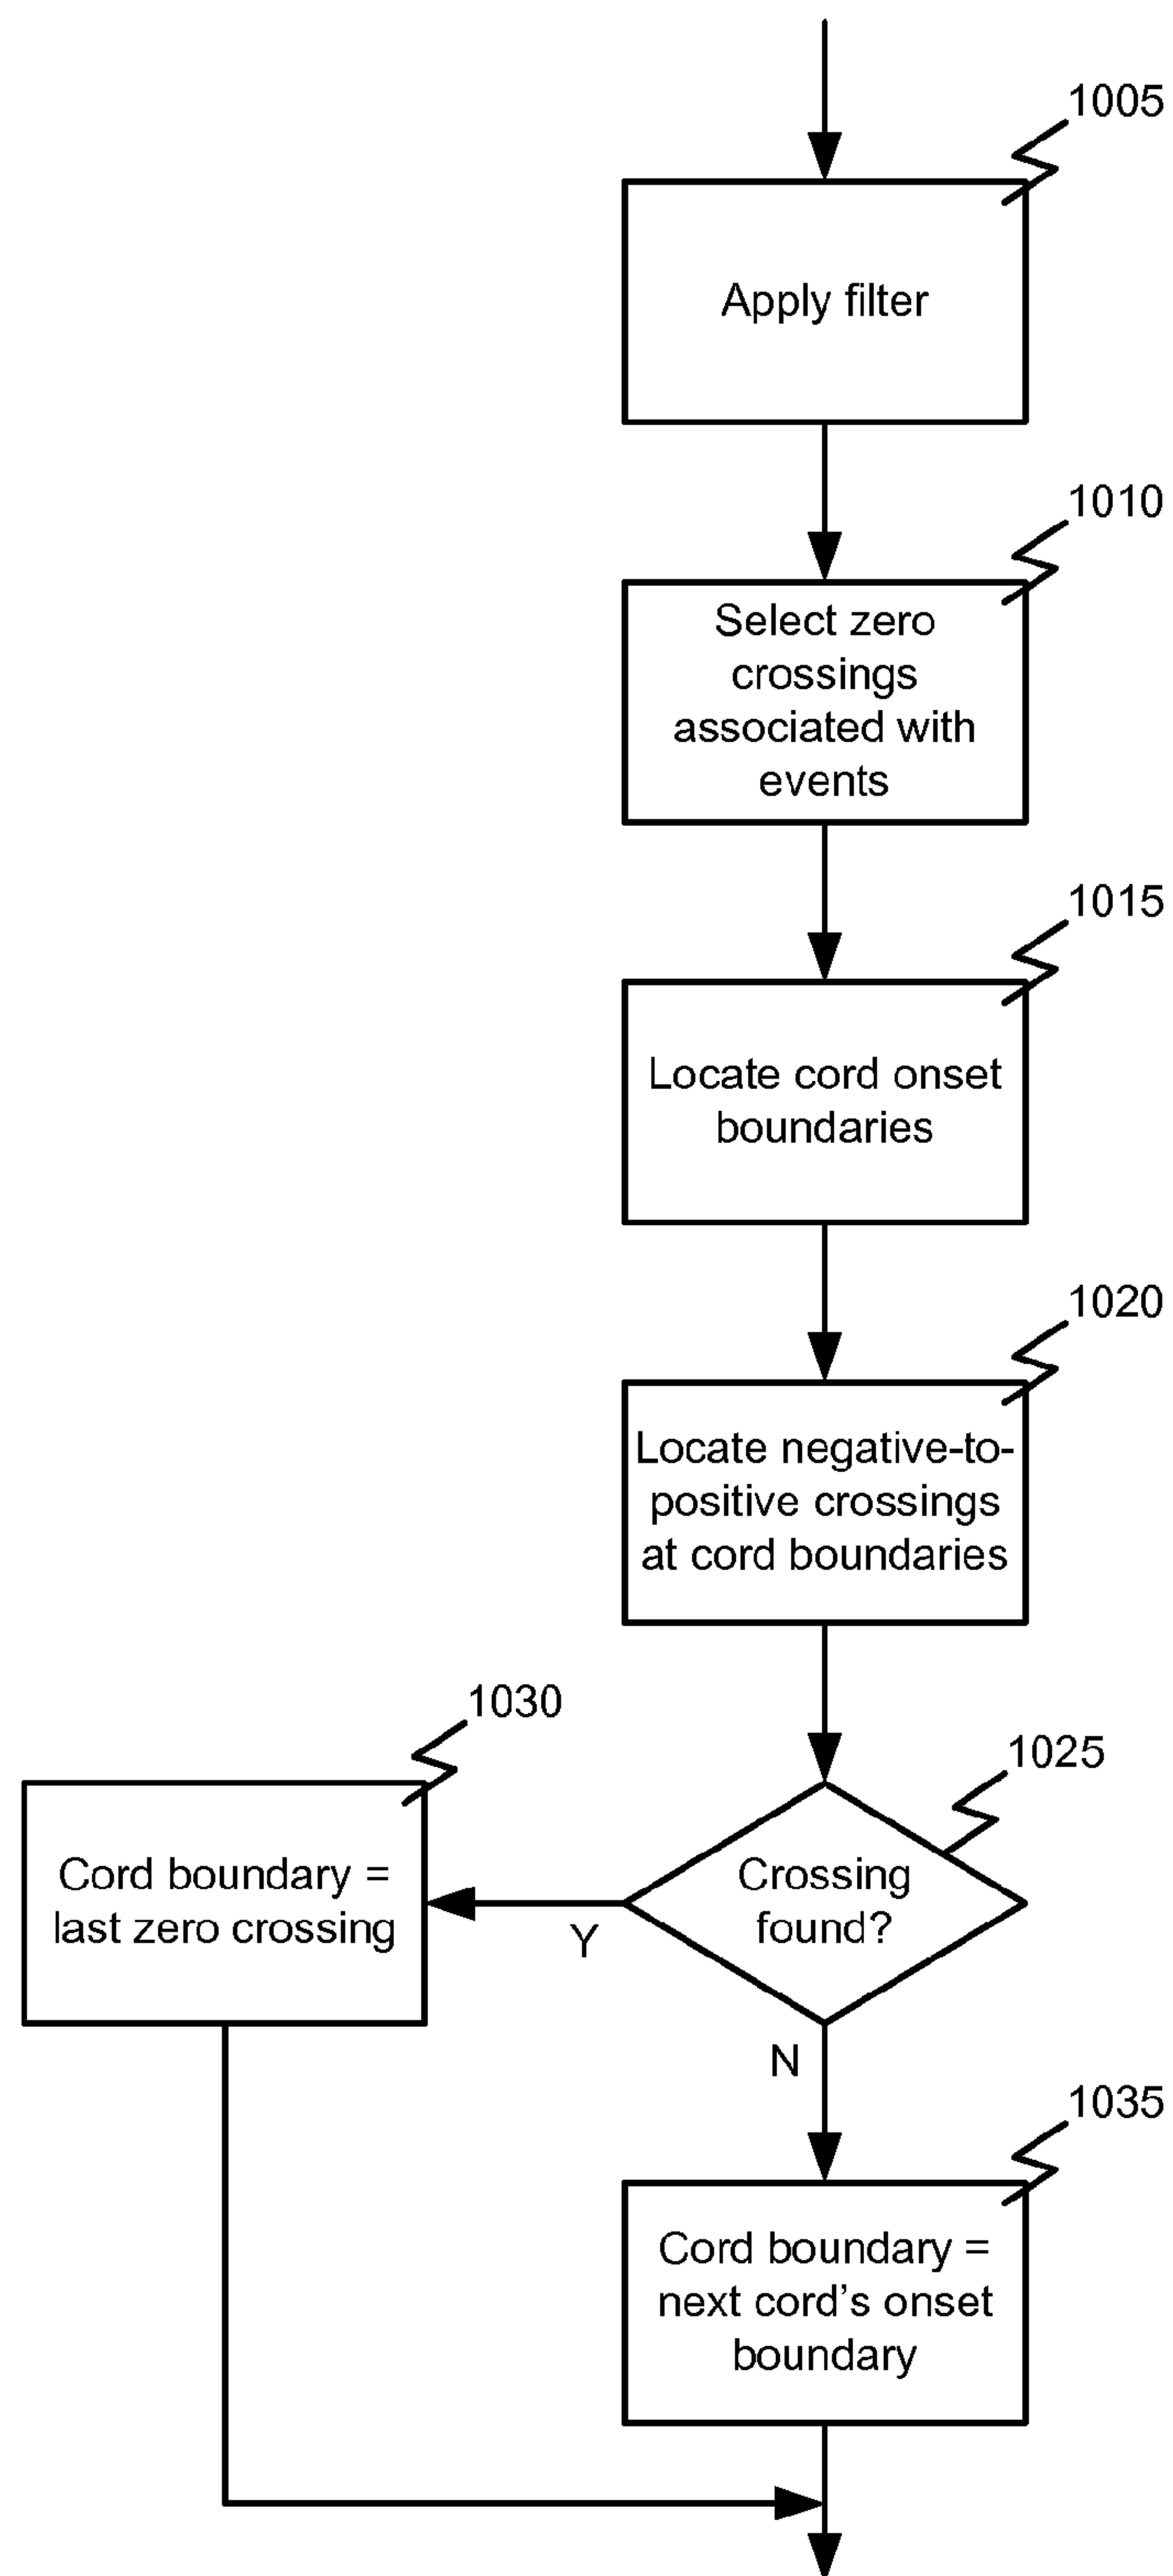 1005
Apply filter
1010
Select zero
crossings
associated with
events
1015
Locate cord onset
boundaries
1020
Locate negative-to-
positive crossings
at cord boundaries
1030
1025
Cord boundary =
last zero crossing
Crossing
found?
Y
N
1035
Cord boundary =
next cord’s onset
boundary